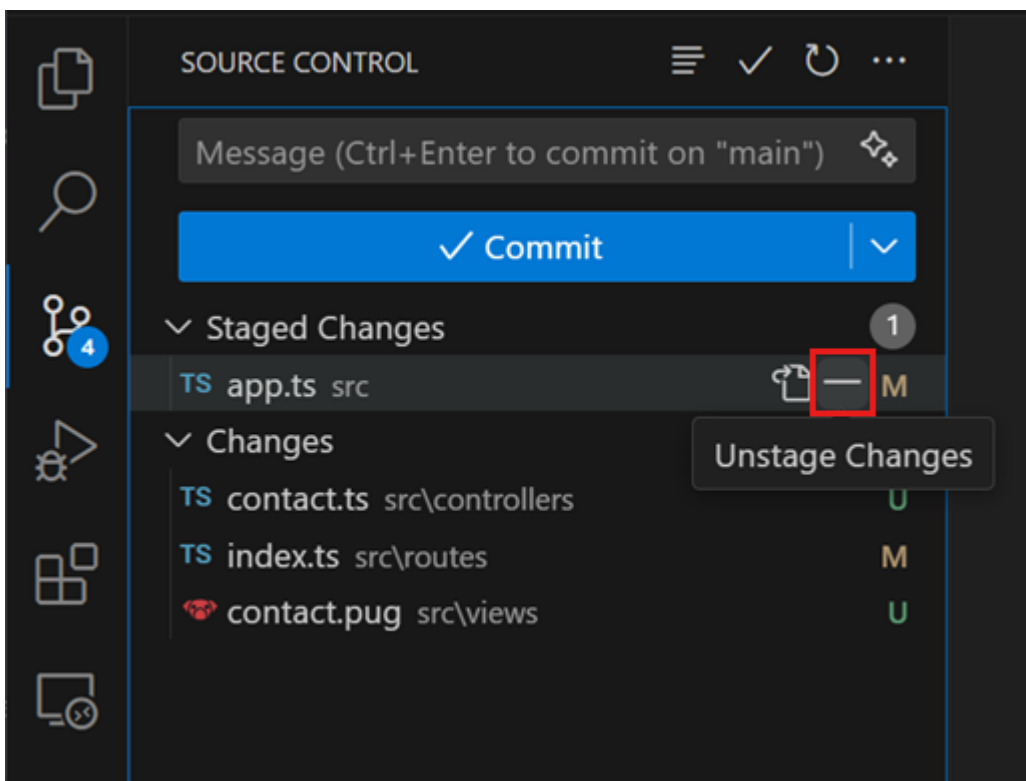 SOURCE CONTROL
Message (Ctrl+Enter to commit on "main")
Commit
4
Staged Changes 1
TS app.ts src M
Changes
Unstage Changes
TS contact.ts src\controllers U
TS index.ts src\routes M
contact.pug src\views U